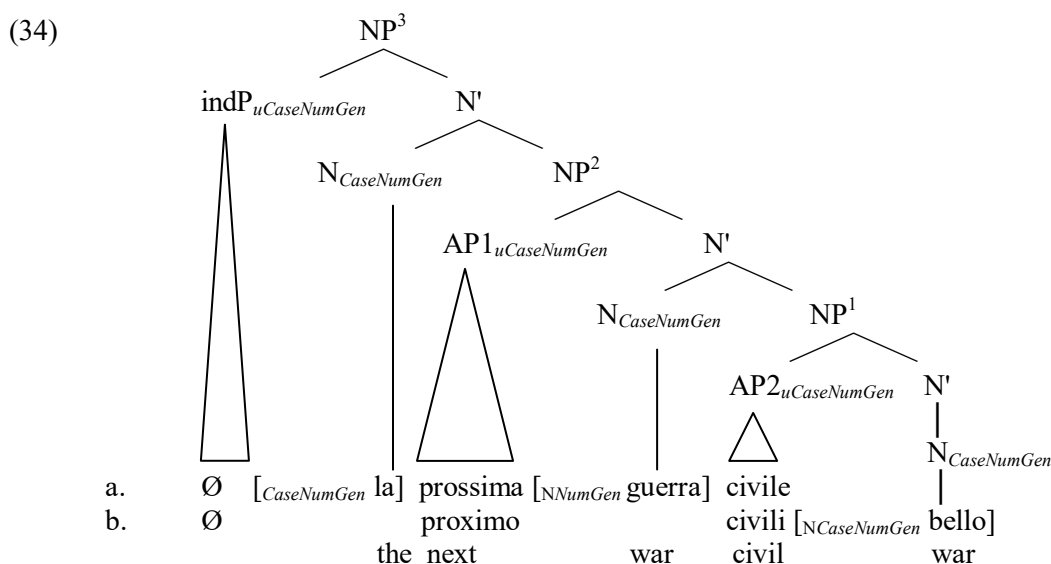 (34) NP3
indPuCaseNumGen N'
NCaseNumGen NP2
AP1uCaseNumGen N'
NCaseNumGen NP1
AP2uCaseNumGen N'
NCaseNumGen
a. Ø [CaseNumGen la] prossima [NNumGen guerra] civile
b. Ø proximo civili [NCaseNumGen bello]
the next war civil war